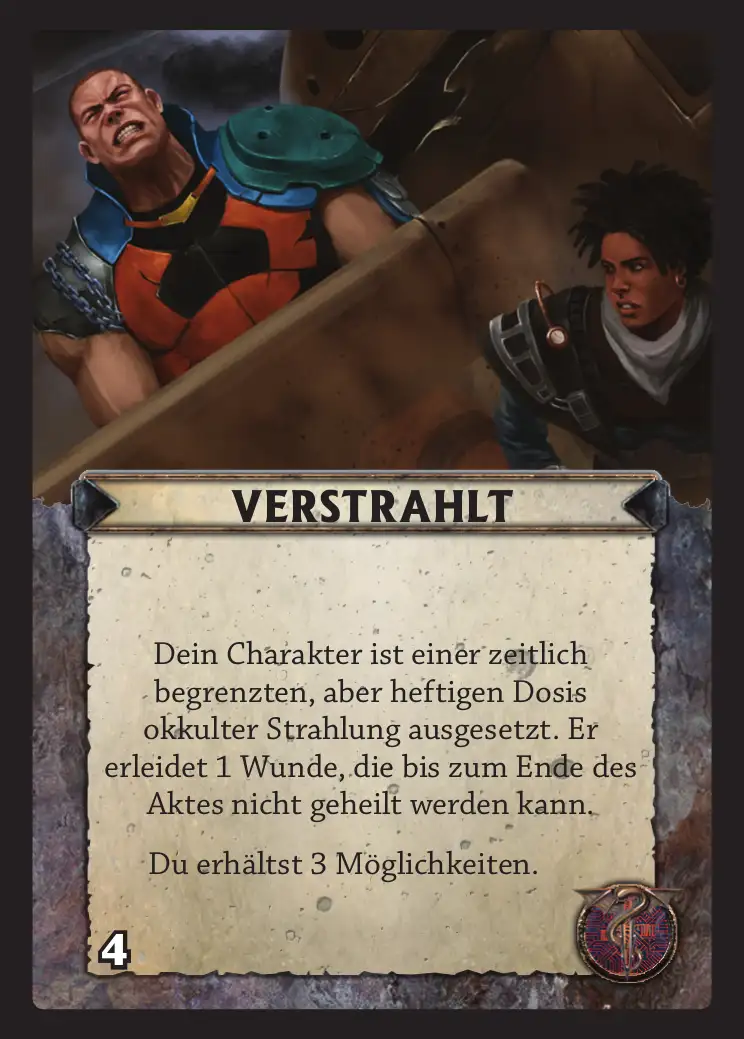 VERSTRAHLT
Dein Charakter ist einer zeitlich
begrenzten, aber heftigen Dosis
okkulter Strahlung ausgesetzt. Er
erleidet 1 Wunde, die bis zum Ende des
Aktes nicht geheilt werden kann.
Du erhältst 3 Möglichkeiten.
4